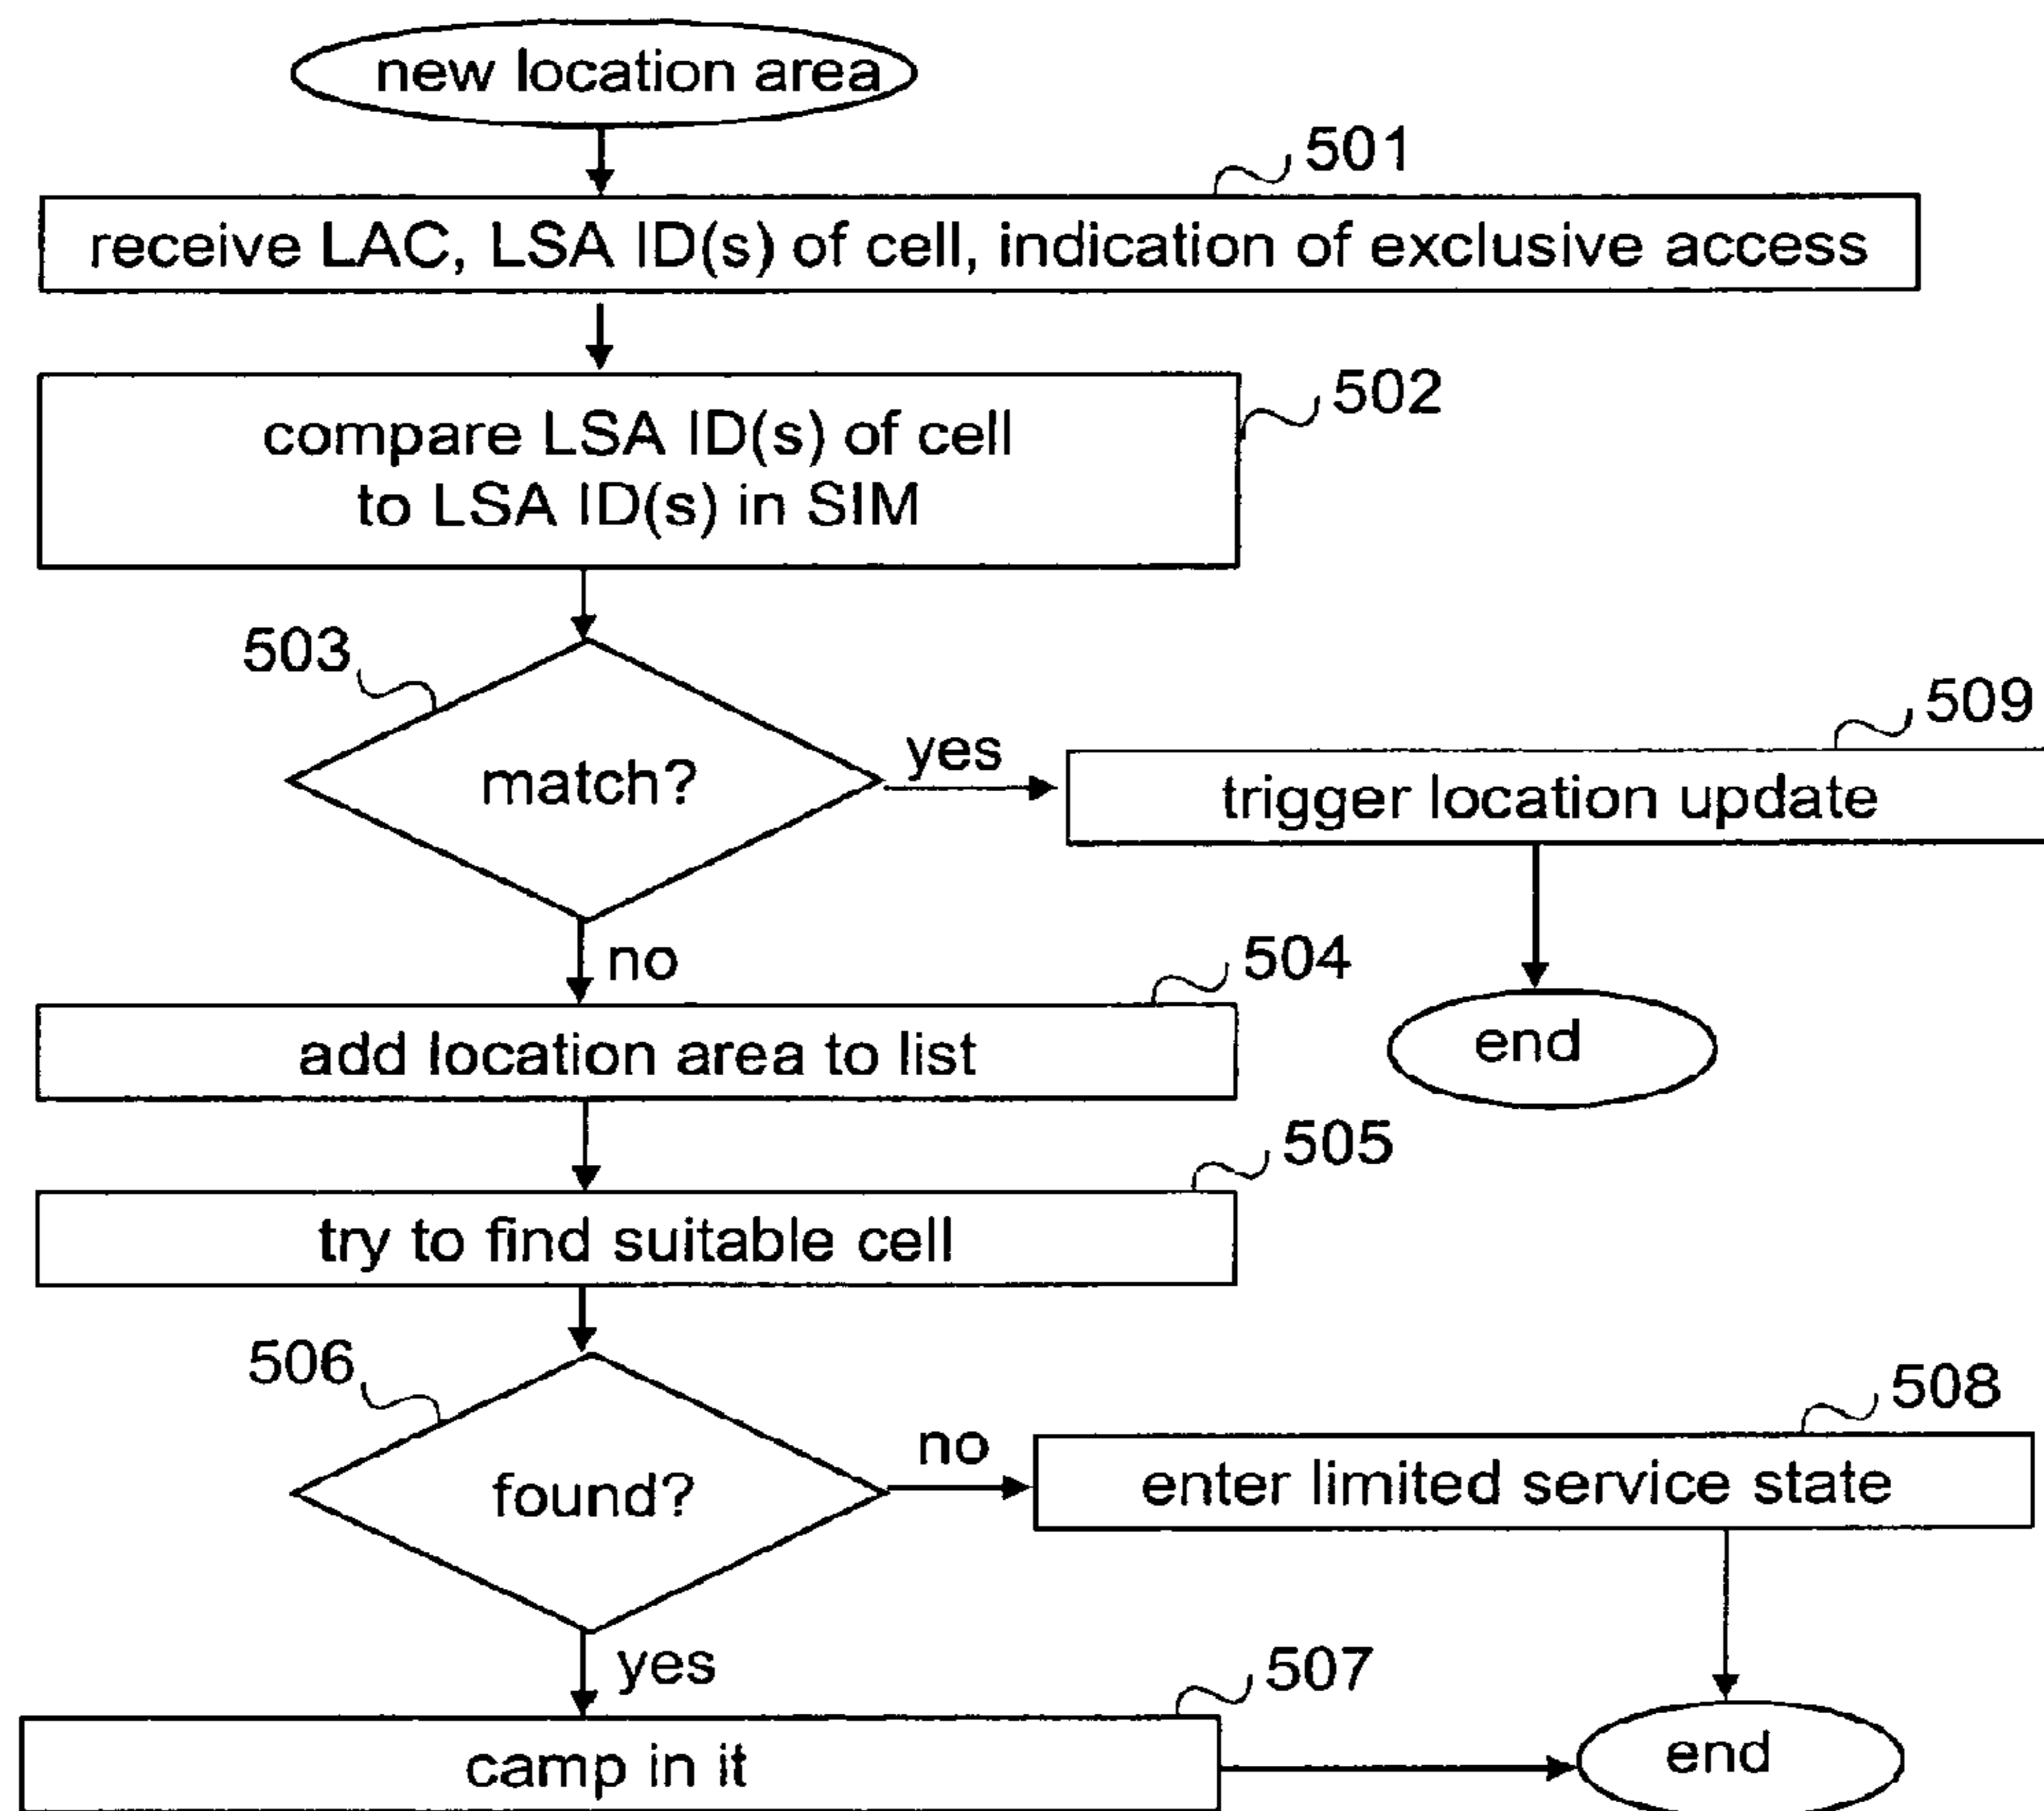 new location area
501
receive LAC, LSA ID(s) of cell, indication of exclusive access
502
compare LSA ID(s) of cell
to LSA ID(s) in SIM
503
match?
yes
509
trigger location update
end
no
504
add location area to list
505
try to find suitable cell
506
found?
no
508
enter limited service state
yes
507
camp in it
end